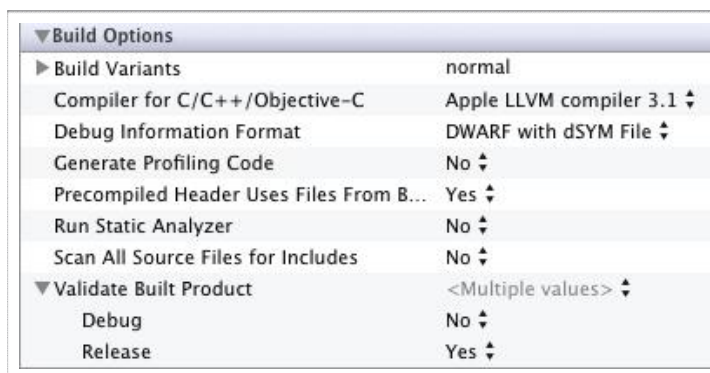 Build Options
Build Variants normal
Compiler for C/C++/Objective-C Apple LLVM compiler 3.1
Debug Information Format DWARF with dSYM File
Generate Profiling Code No
Precompiled Header Uses Files From B... Yes
Run Static Analyzer No
Scan All Source Files for Includes No
Validate Built Product <Multiple values>
Debug No
Release Yes